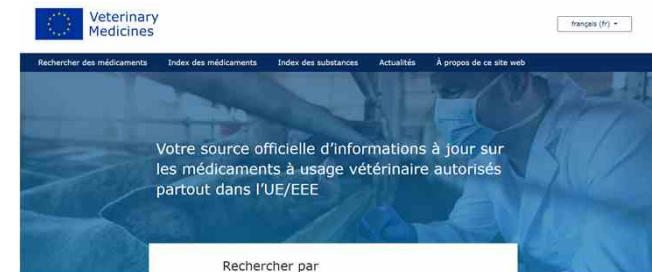 Veterinary
Medicines
français (fr)
Rechercher des médicaments Index des médicaments Index des substances Actualités À propos de ce site web
Votre source officielle d'informations à jour sur
les médicaments à usage vétérinaire autorisés
partout dans l'UE/EEE
Rechercher par